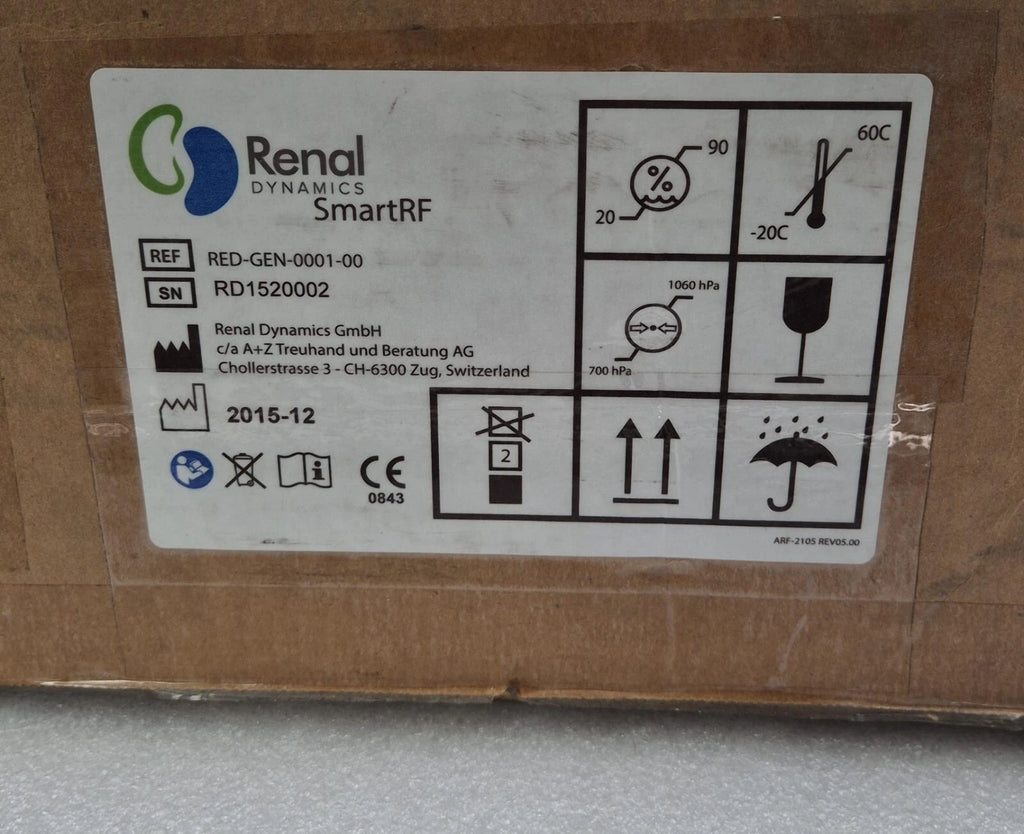 Renal
DYNAMICS
SmartRF
REF RED-GEN-0001-00
SN RD1520002
Renal Dynamics GmbH
c/a A+Z Treuhand und Beratung AG
Chollerstrasse 3 - CH-6300 Zug, Switzerland
2015-12
i
CE
0843
90
%
20
60C
-20C
1060 hPa
700 hPa
2
ARF-2105 REV05.00